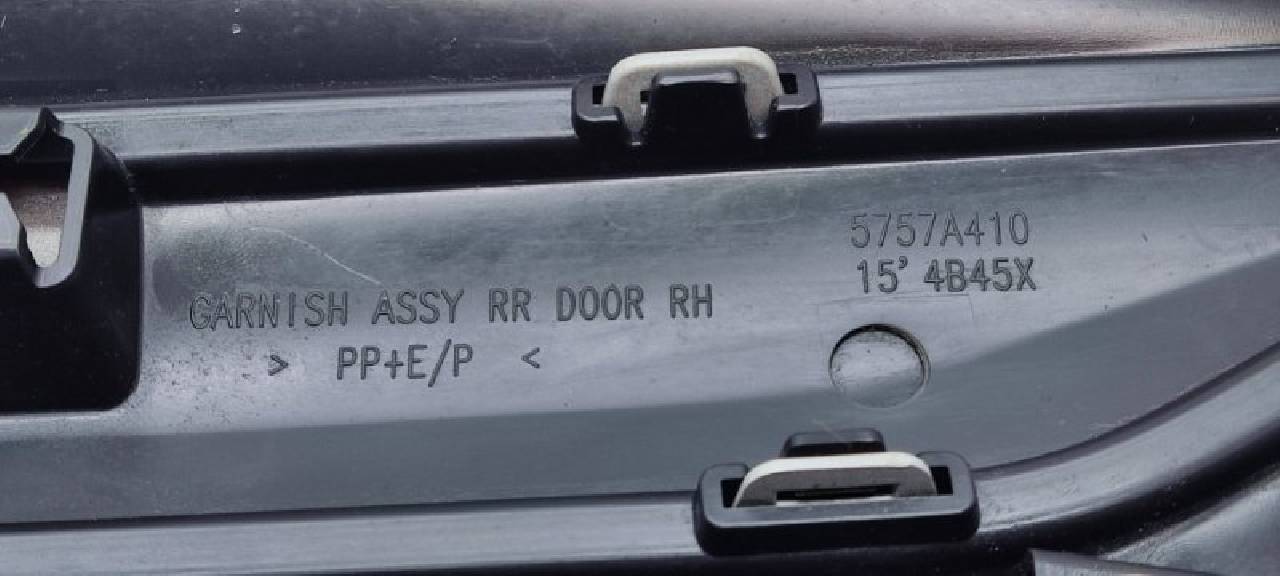 5757A410
15' 4B45X
GARNISH ASSY RR DOOR RH
> PP+E/P <